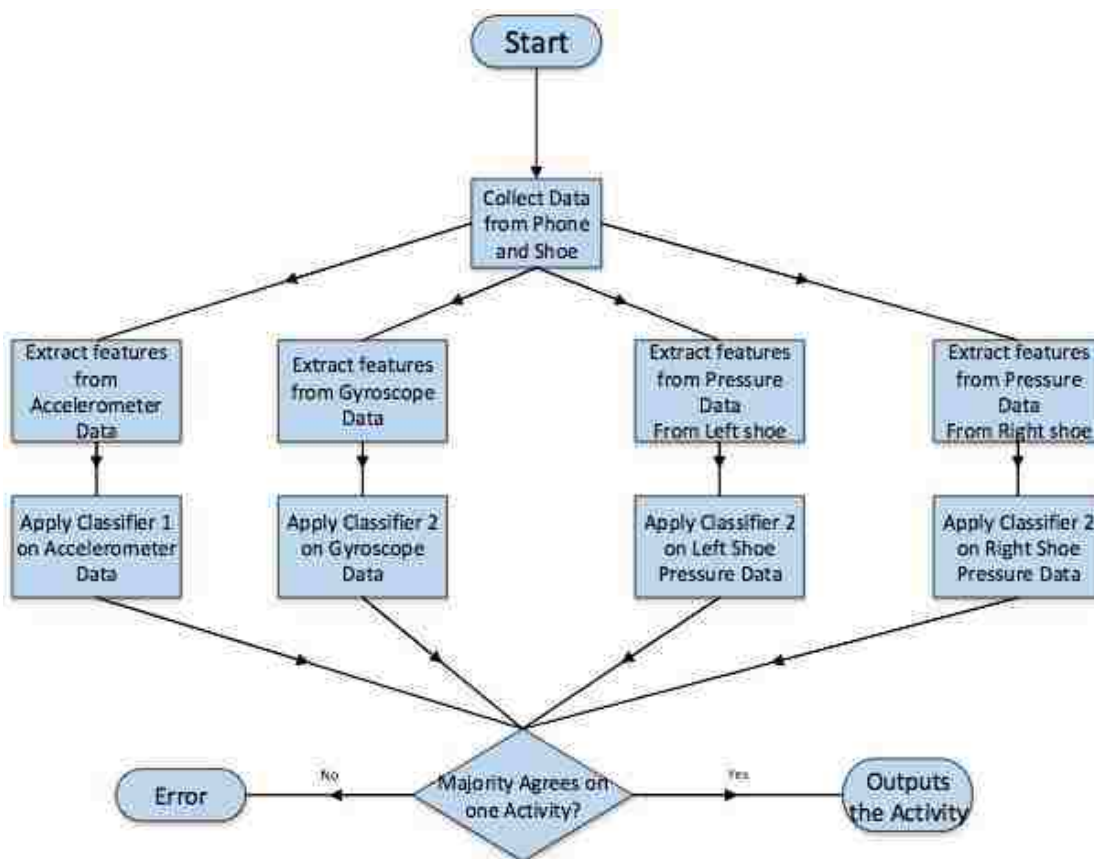 Start
Collect Data
from Phone
and Shoe
Extract features
from
Accelerometer
Data
Extract features
from Gyroscope
Data
Extract features
from Pressure
Data
From Left shoe
Extract features
from Pressure
Data
From Right shoe
Apply Classifier 1
on Accelerometer
Data
Apply Classifier 2
on Gyroscope
Data
Apply Classifier 2
on Left Shoe
Pressure Data
Apply Classifier 2
on Right Shoe
Pressure Data
Majority Agrees on
one Activity?
No
Error
Yes
Outputs
the Activity